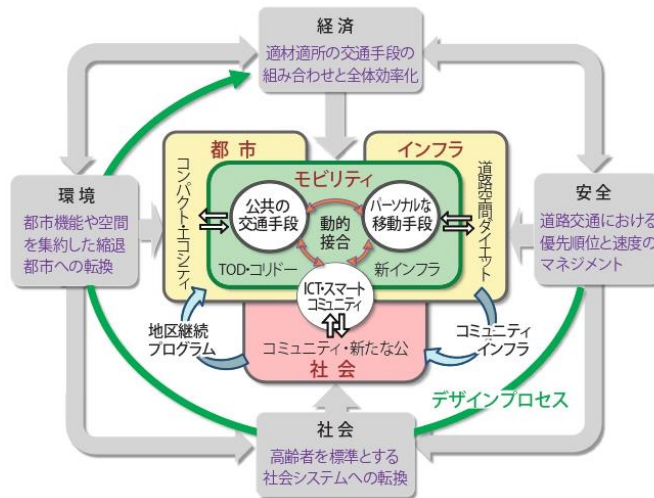 経 済
適材適所の交通手段の
組み合わせと全体効率化
都 市
インフラ
モビリティ
コンパクト・エコシティ
公共の
交通手段
動的
接合
パーソナルな
移動手段
道路空間ダイエット
TOD・コリドー
新インフラ
ICT・スマート
コミュニティ
環 境
都市機能や空間
を集約した縮退
都市への転換
安 全
道路交通における
優先順位と速度の
マネジメント
地区継続
プログラム
コミュニティ・新たな公
社 会
コミュニティ
インフラ
デザインプロセス
社 会
高齢者を標準とする
社会システムへの転換